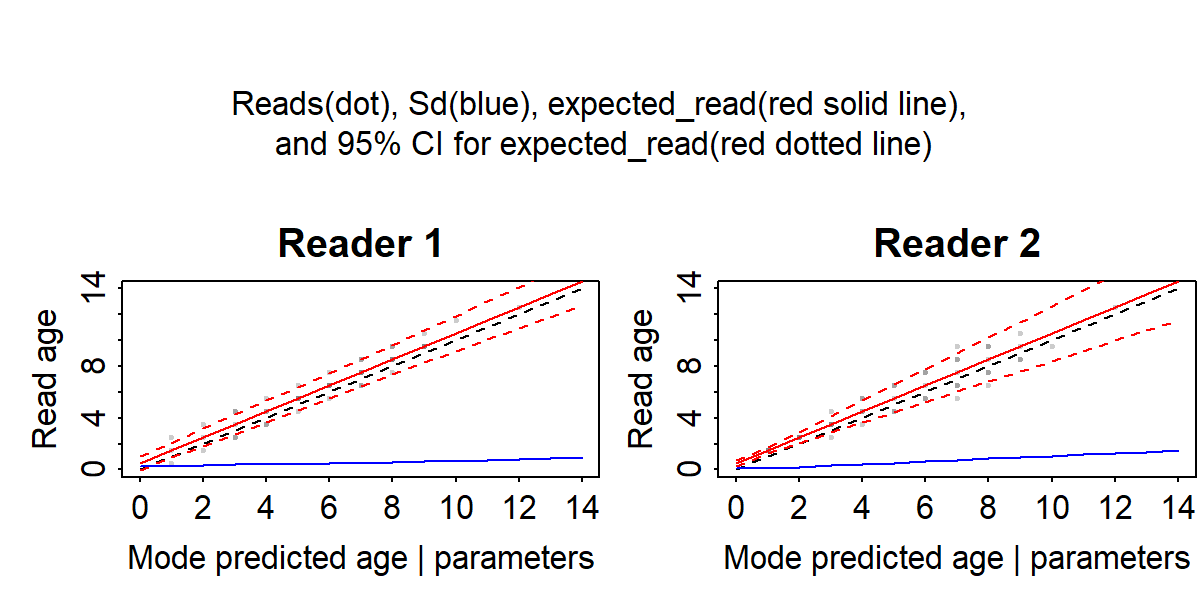 Reads(dot), Sd(blue), expected_read(red solid line),
and 95% CI for expected_read(red dotted line)
Reader 1
Read age
0 4 8 14
0 2 4 6 8 10 12 14
Mode predicted age | parameters
Reader 2
Read age
0 4 8 14
0 2 4 6 8 10 12 14
Mode predicted age | parameters